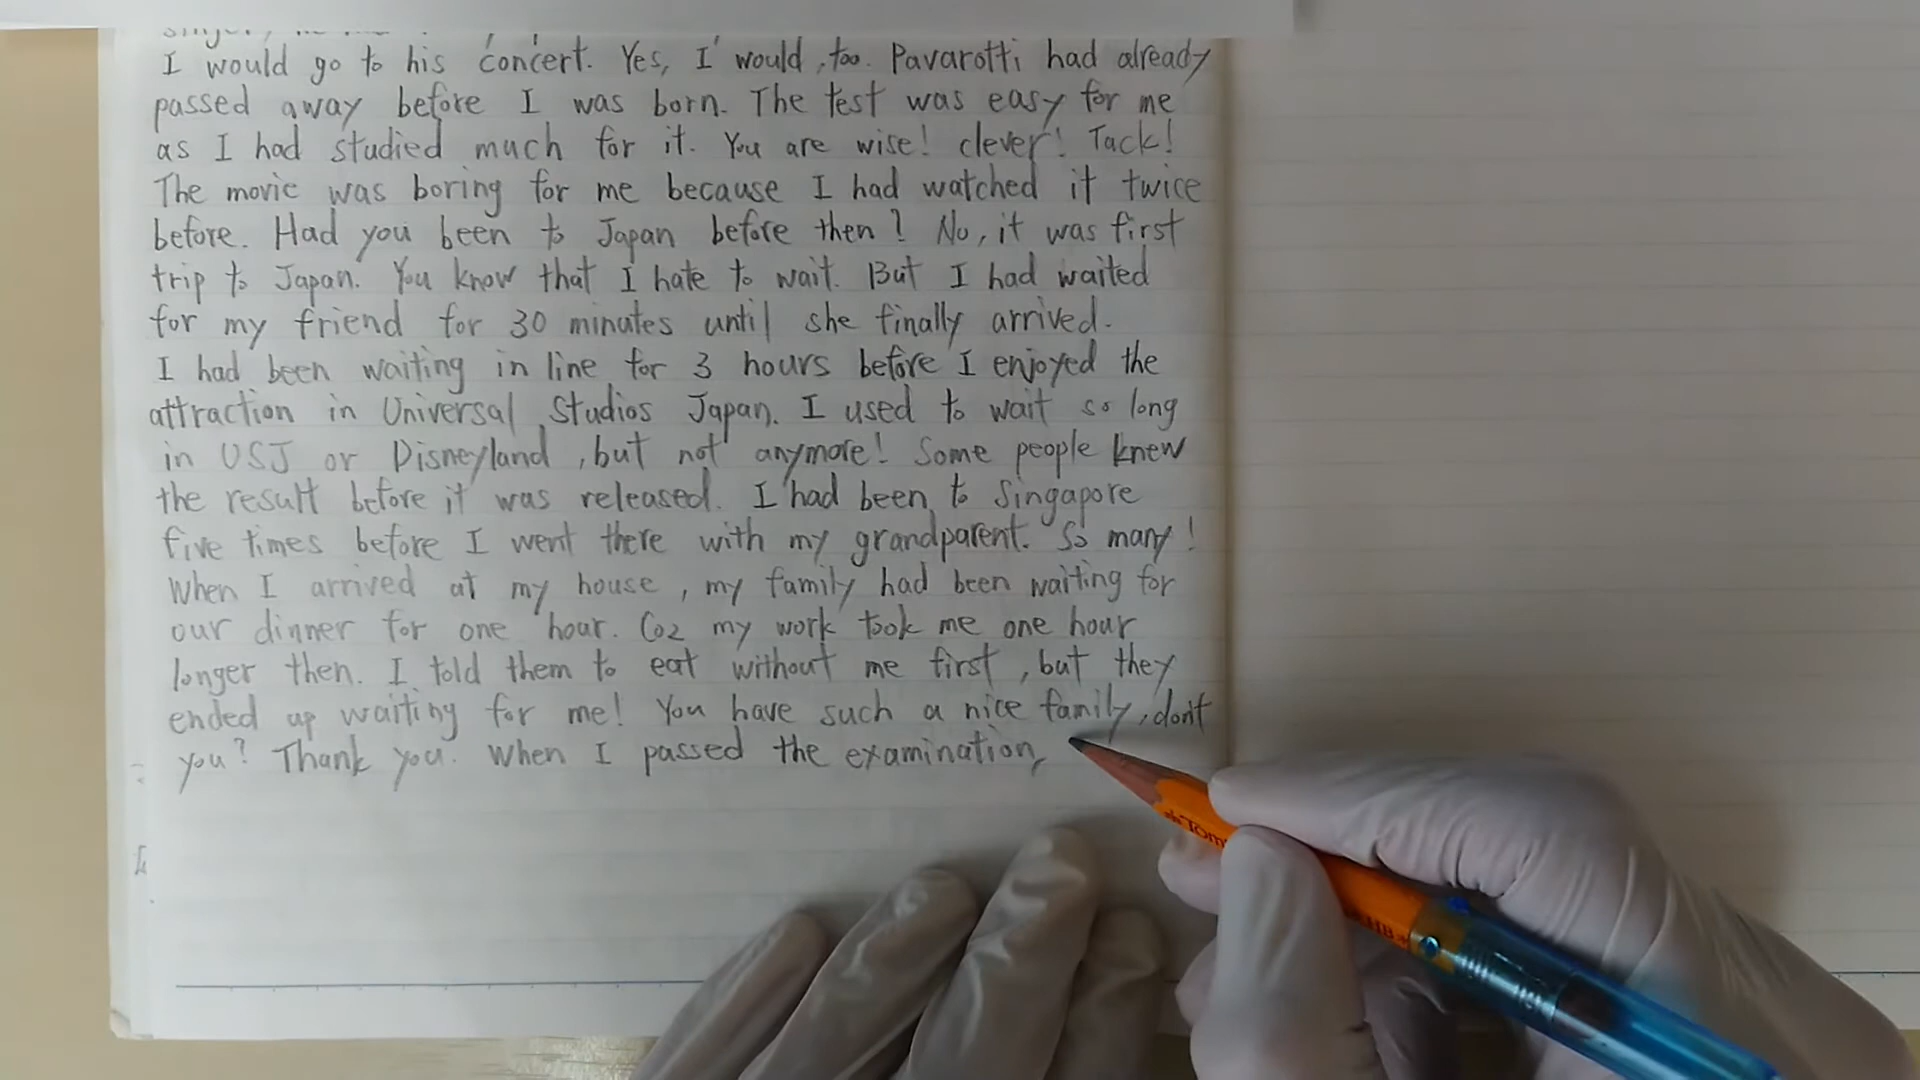 I would go to his concert. Yes, I would, too. Pavarotti had already
passed away before I was born. The test was easy for me
as I had studied much for it. You are wise! clever! Tack!
The movie was boring for me because I had watched it twice
before. Had you been to Japan before then? No, it was first
trip to Japan. You know that I hate to wait. But I had waited
for my friend for 30 minutes until she finally arrived.
I had been waiting in line for 3 hours before I enjoyed the
attraction in Universal Studios Japan. I used to wait so long
in USJ or Disneyland, but not anymore! Some people knew
the result before it was released. I had been to Singapore
five times before I went there with my grandparent. So many!
When I arrived at my house, my family had been waiting for
our dinner for one hour. Coz my work took me one hour
longer then. I told them to eat without me first, but they
ended up waiting for me! You have such a nice family, don't
you? Thank you. When I passed the examination,
Tom
HB